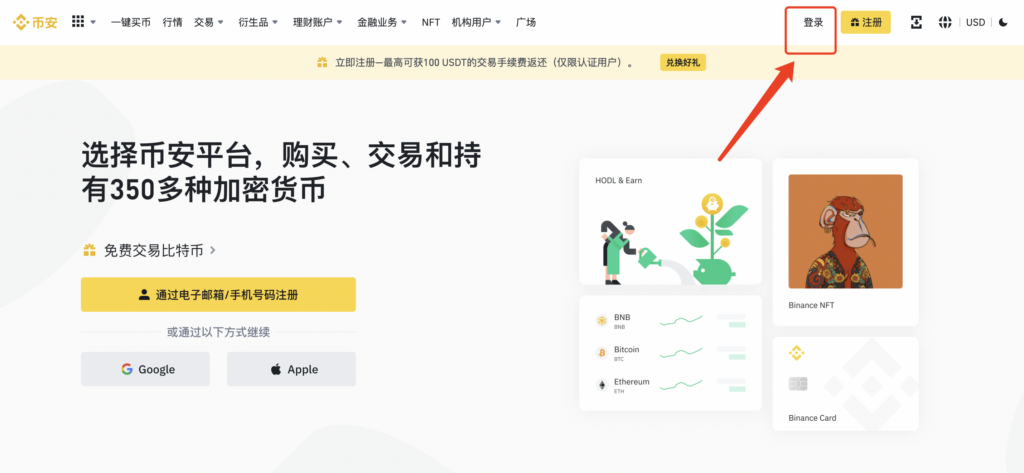 币安
一键买币 行情 交易 衍生品 理财账户 金融业务 NFT 机构用户 广场
登录 注册 USD
立即注册—最高可获100 USDT的交易手续费返还（仅限认证用户）。 兑换好礼
选择币安平台，购买、交易和持
有350多种加密货币
免费交易比特币
通过电子邮箱/手机号码注册
或通过以下方式继续
Google Apple
HODL & Earn
BNB
BNB
Bitcoin
BTC
Ethereum
ETH
Binance NFT
Binance Card